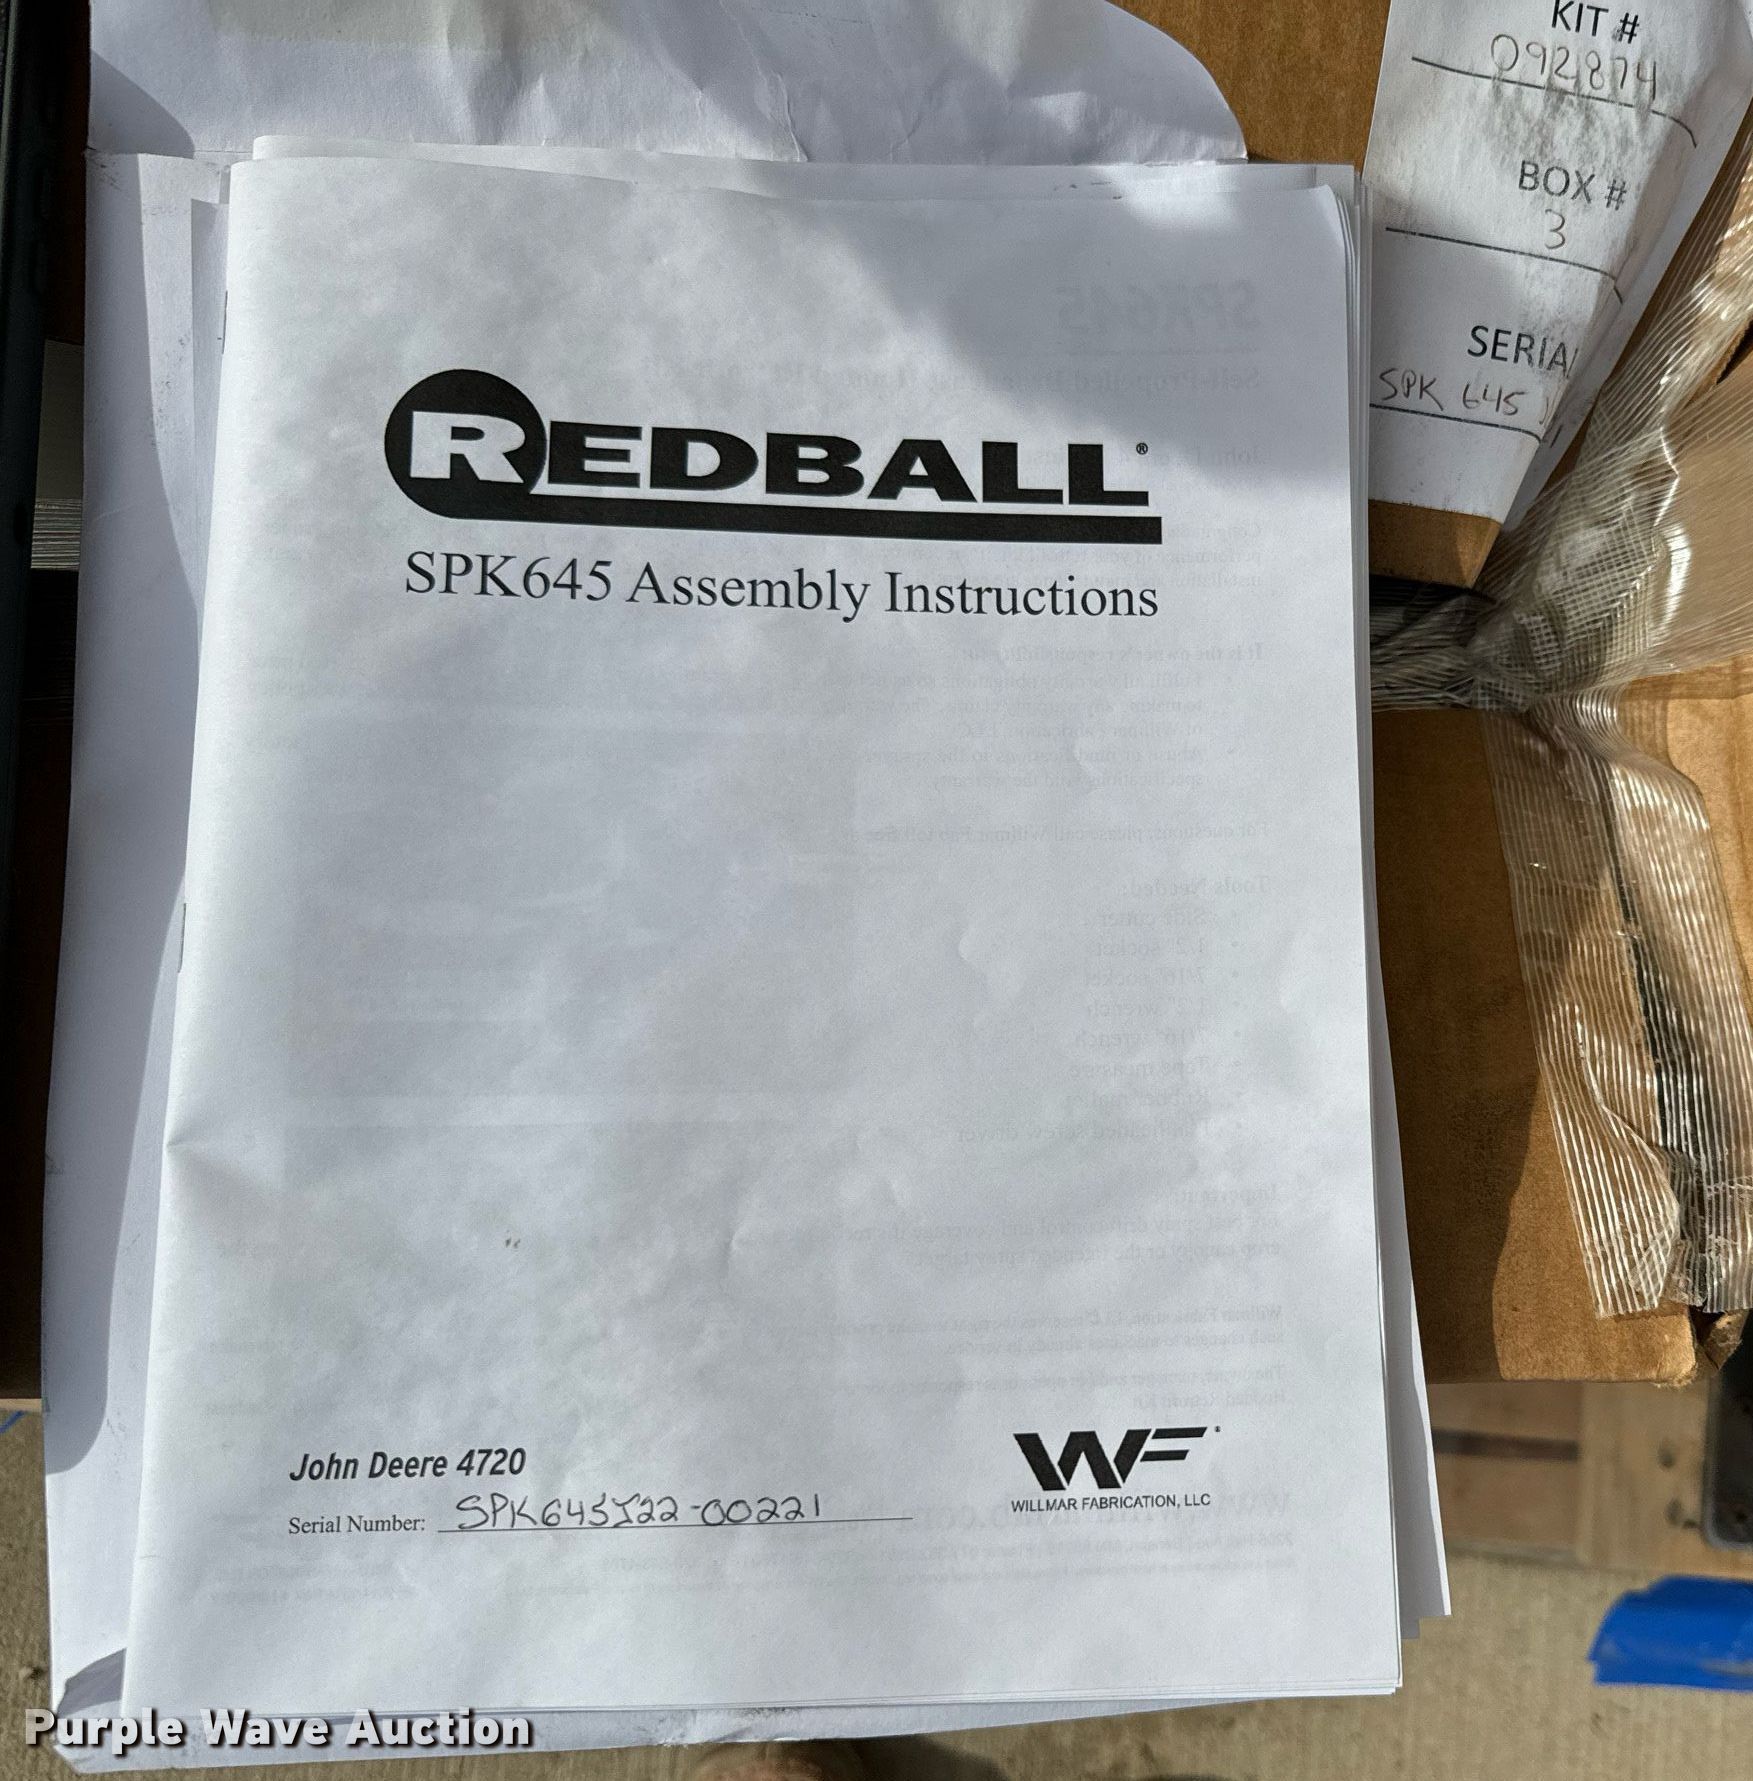 KIT #
092874
BOX #
3
SERIAL
SPK 645
REDBALL®
SPK645 Assembly Instructions
John Deere 4720
Serial Number: SPK645J22-00221
WF
WILLMAR FABRICATION, LLC
Purple Wave Auction